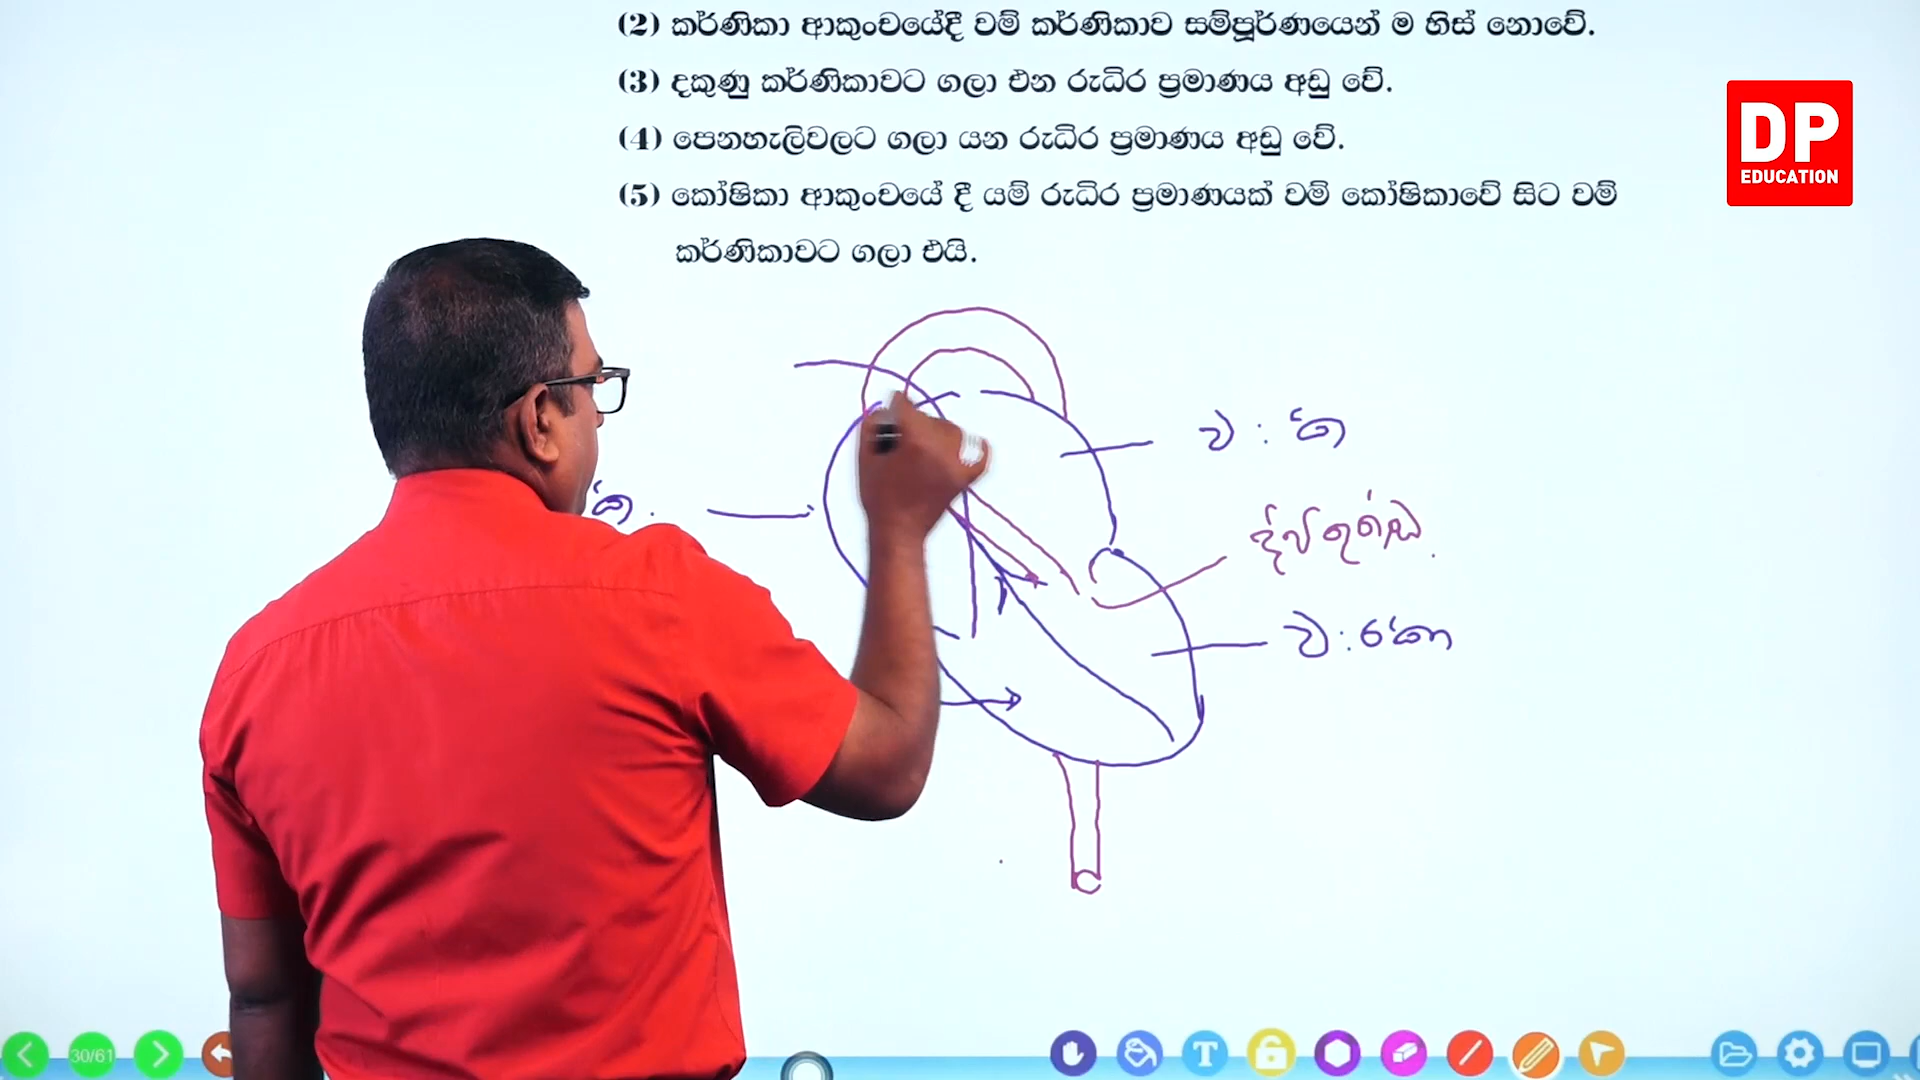 (2) කර්ණිකා ආකුංචයේදී වම් කර්ණිකාව සම්පූර්ණයෙන් ම හිස් නොවේ.
(3) දකුණු කර්ණිකාවට ගලා එන රුධිර ප්‍රමාණය අඩු වේ.
(4) පෙනහැලිවලට ගලා යන රුධිර ප්‍රමාණය අඩු වේ.
(5) කෝෂිකා ආකුංචයේ දී යම් රුධිර ප්‍රමාණයක් වම් කෝෂිකාවේ සිට වම්
කර්ණිකාවට ගලා එයි.
DP
EDUCATION
30/61